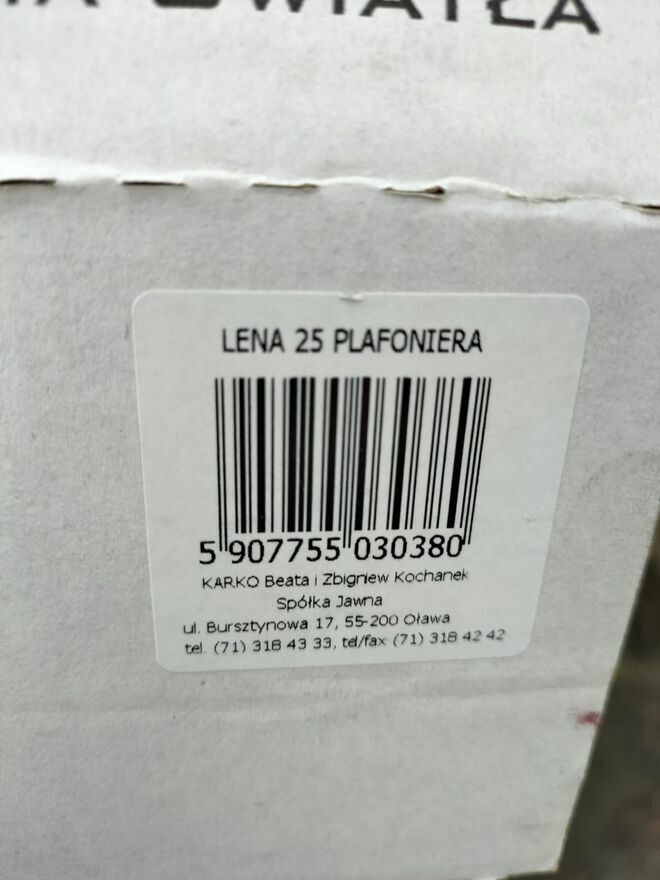 ŚWIATŁA
LENA 25 PLAFONIERA
5 907755 030380
KARKO Beata i Zbigniew Kochanek
Spółka Jawna
ul. Bursztynowa 17, 55-200 Oława
tel. (71) 318 43 33, tel/fax (71) 318 42 42